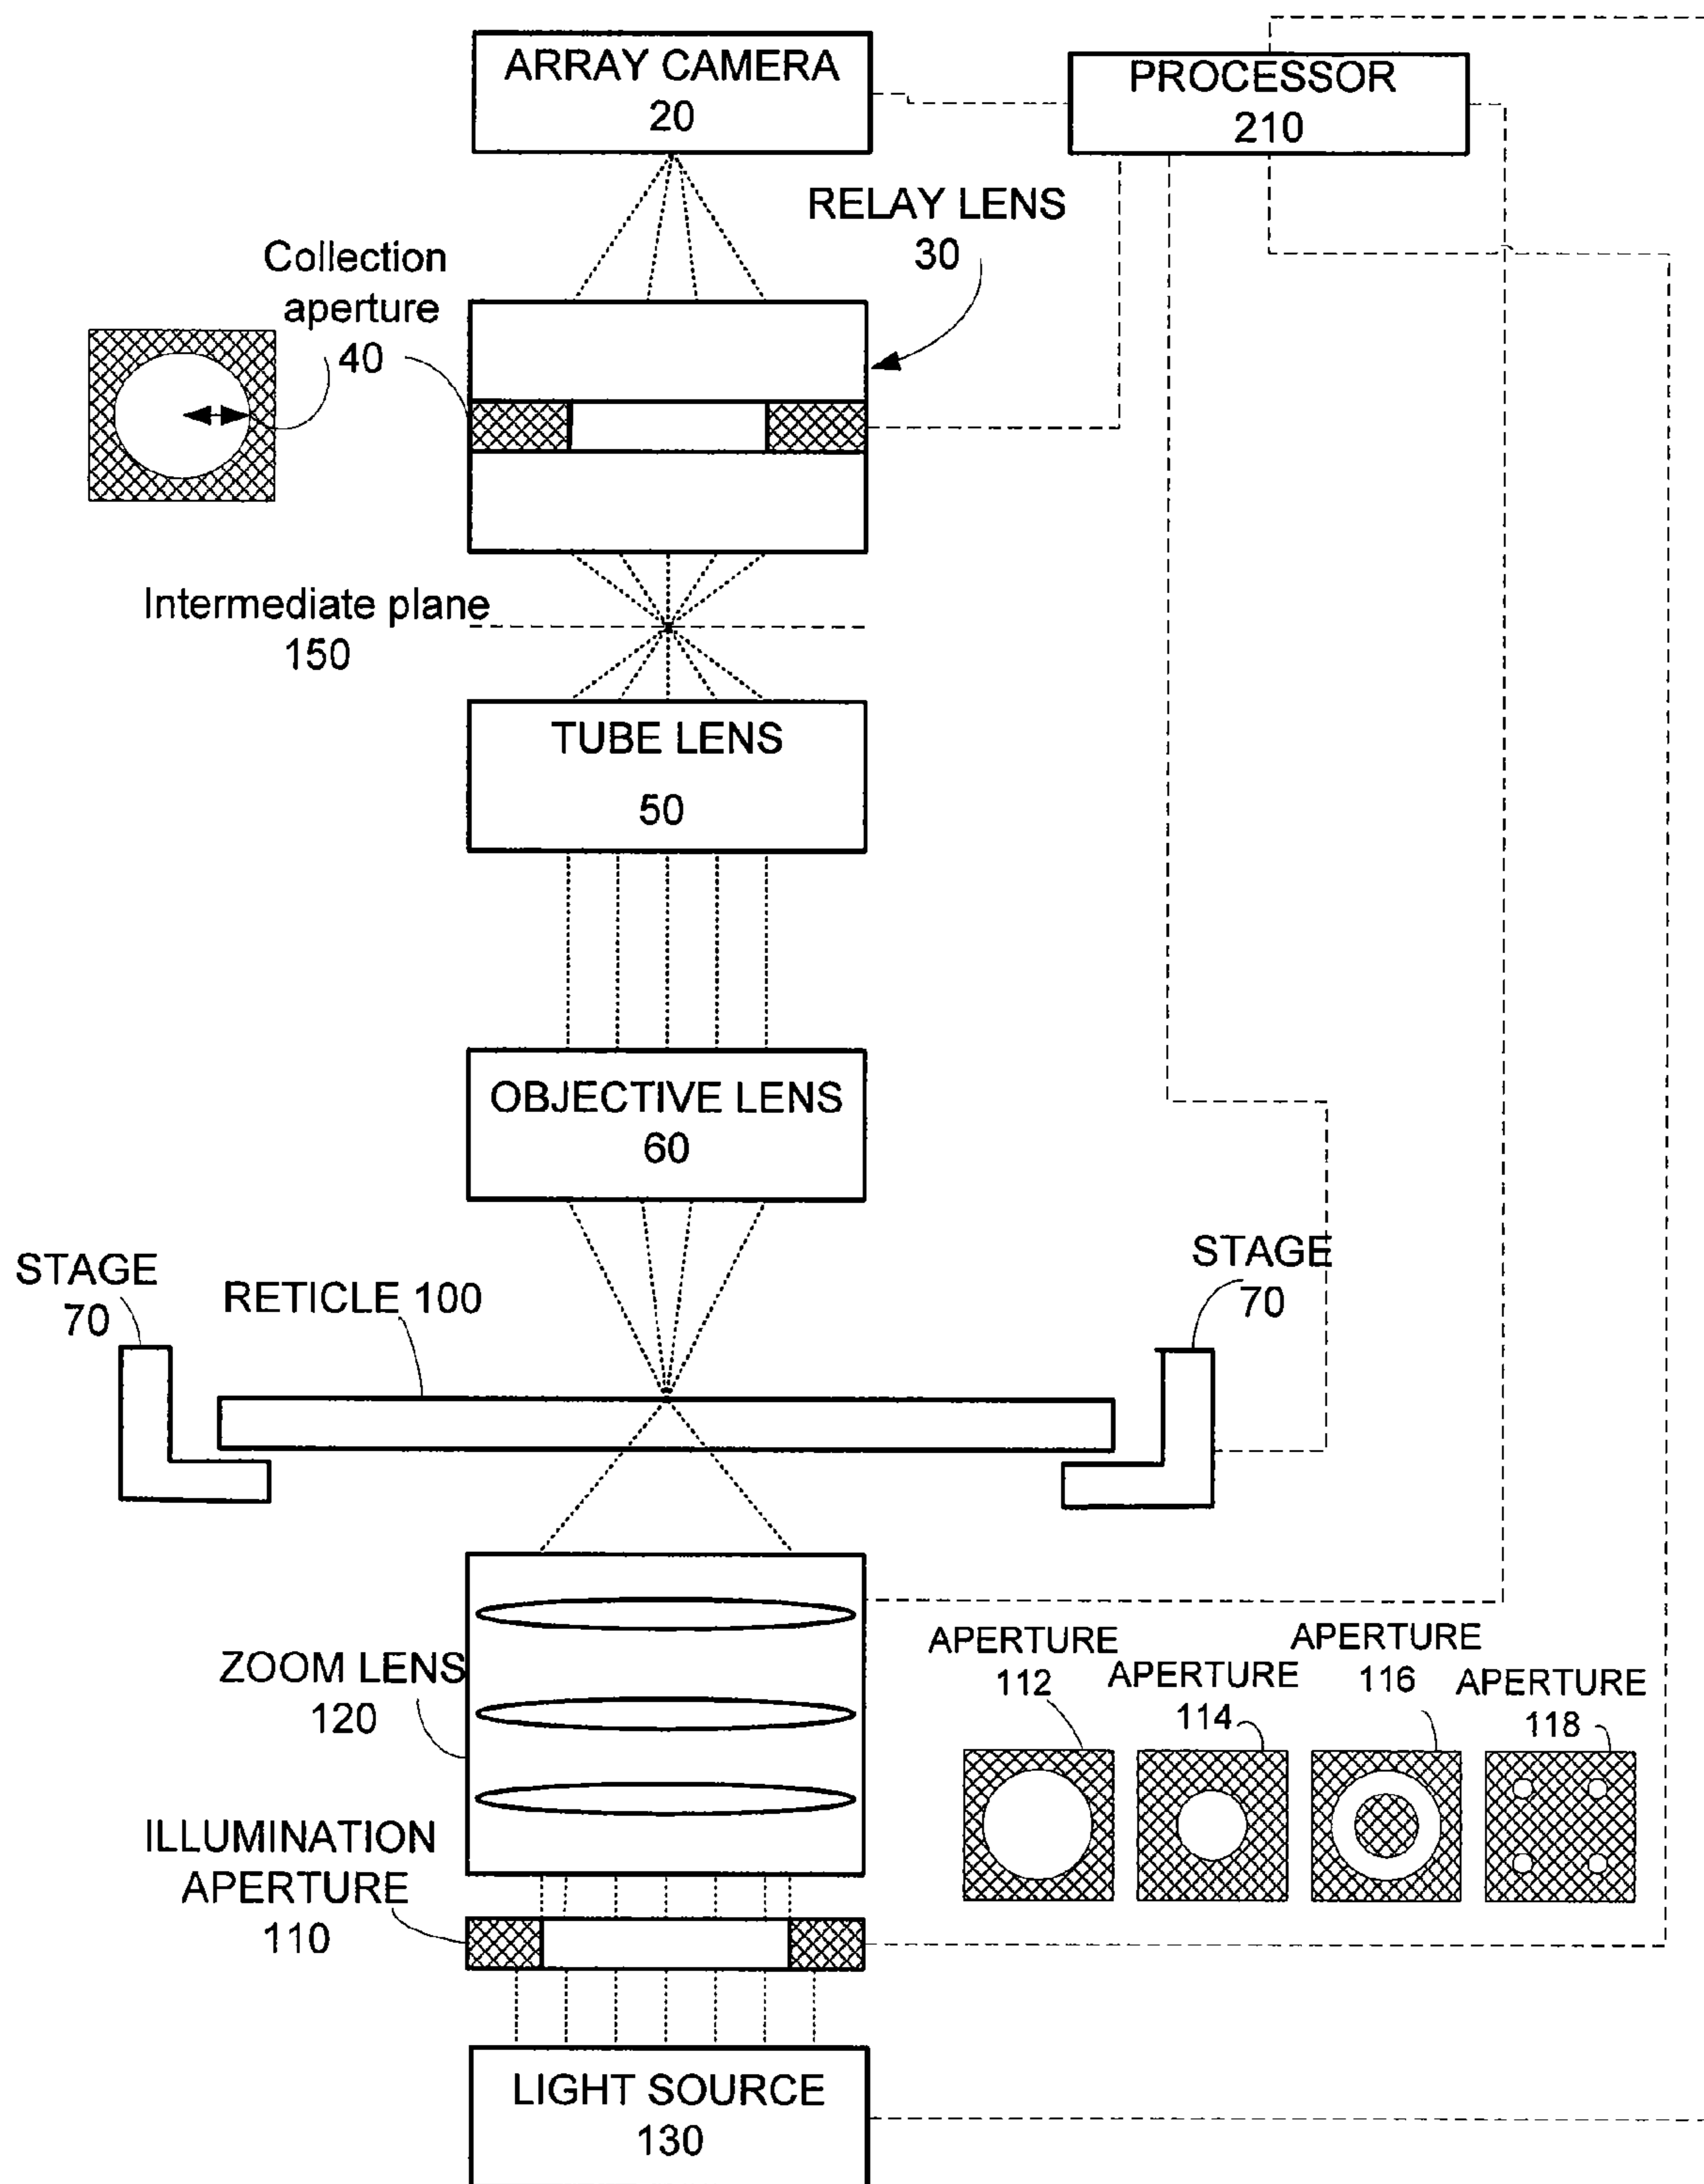 ARRAY CAMERA
20
PROCESSOR
210
RELAY LENS
30
Collection
aperture
40
Intermediate plane
150
TUBE LENS
50
OBJECTIVE LENS
60
STAGE
70
RETICLE 100
STAGE
70
ZOOM LENS
120
APERTURE
112
APERTURE
114
APERTURE
116
APERTURE
118
ILLUMINATION
APERTURE
110
LIGHT SOURCE
130